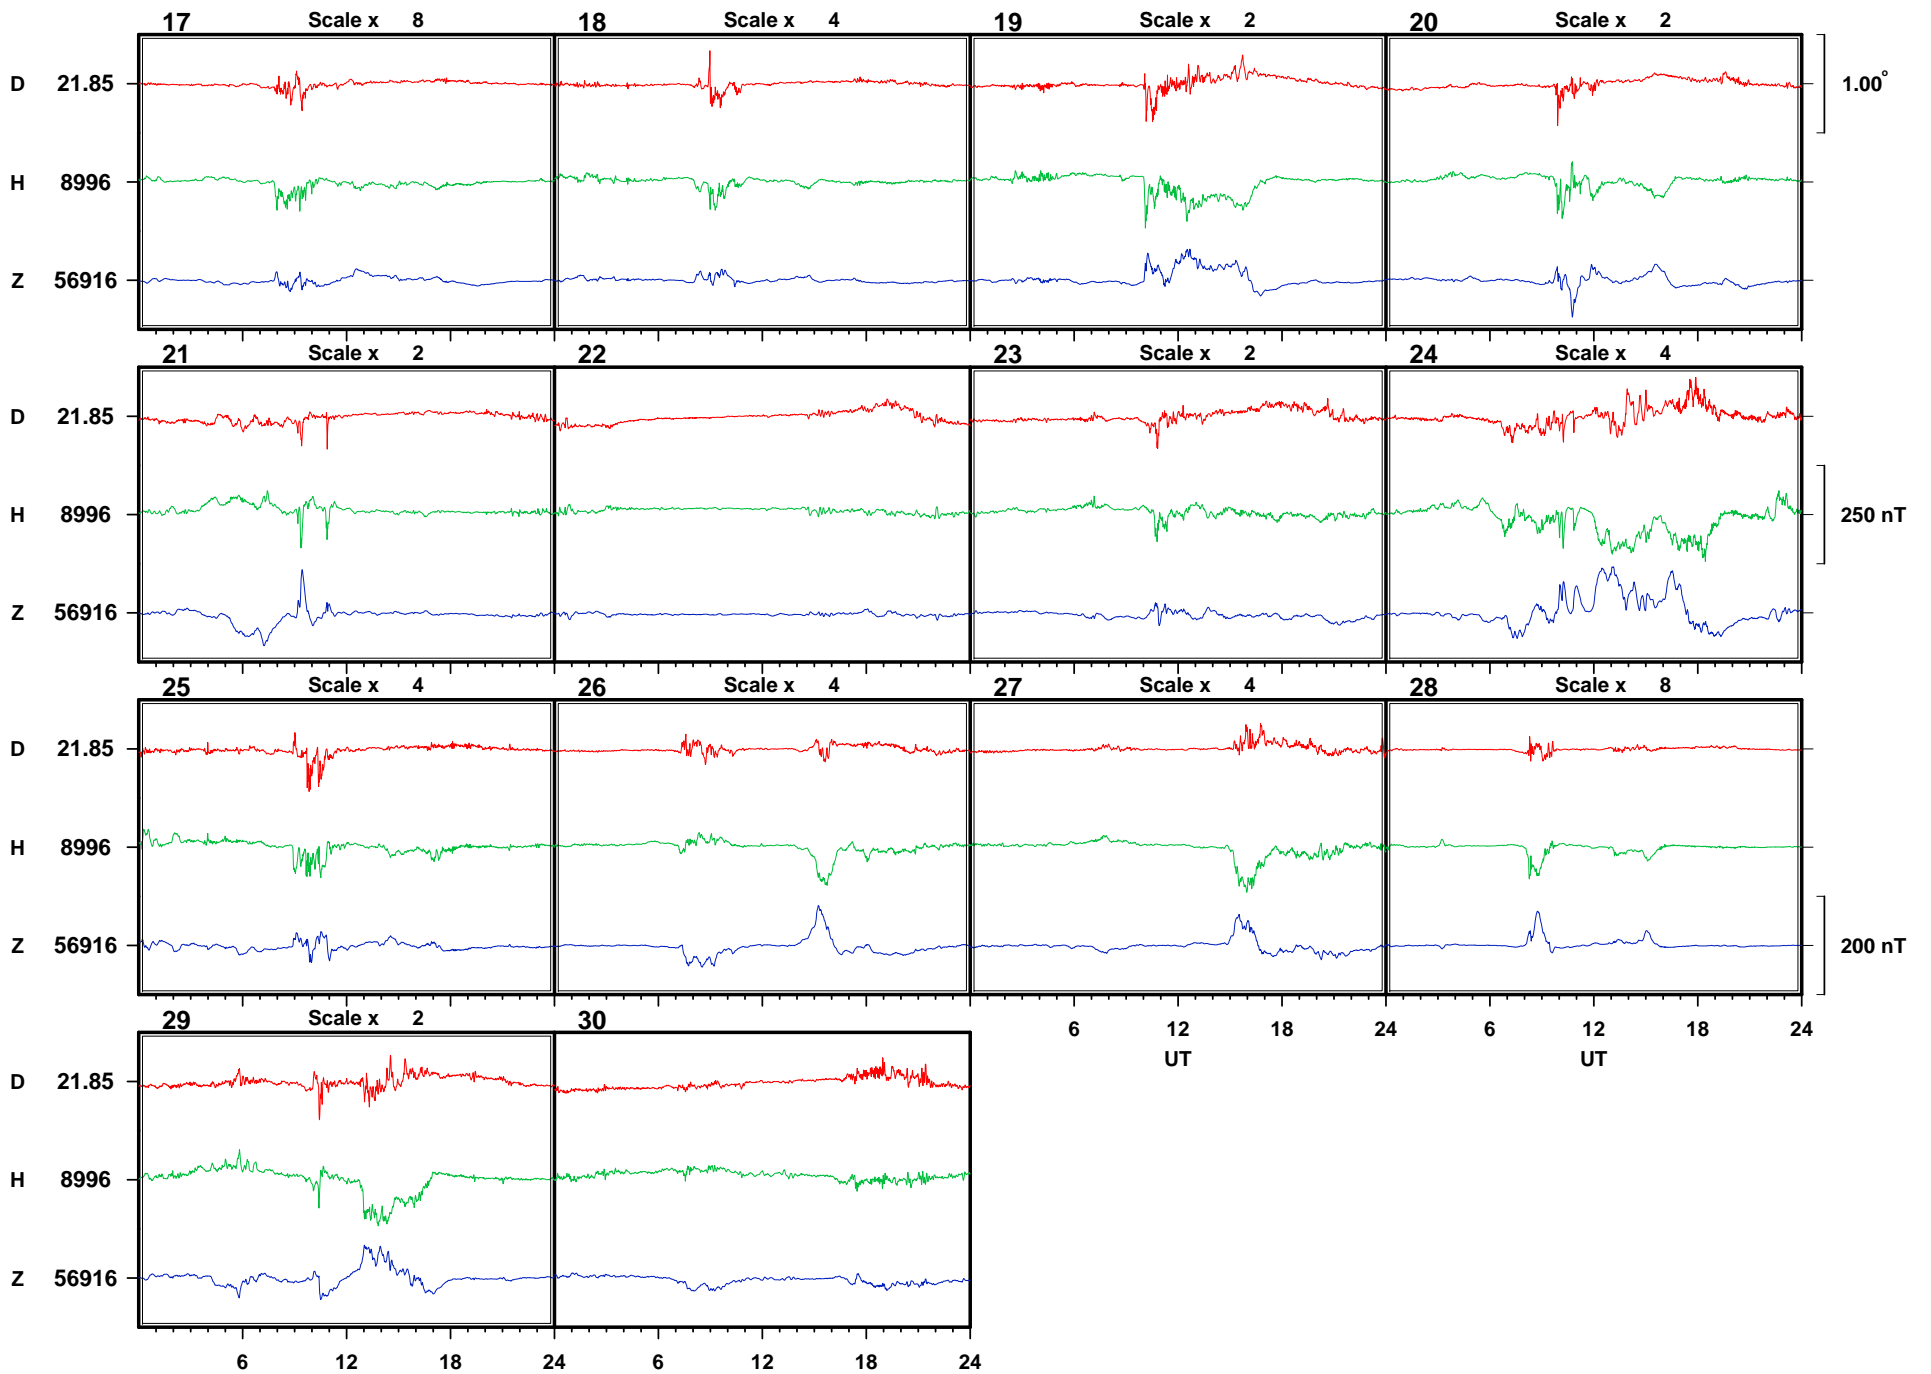 17 Scale x 8 18 Scale x 4 19 Scale x 2 20 Scale x 2
D 21.85 1.00°
H 8996
Z 56916
21 Scale x 2 22 23 Scale x 2 24 Scale x 4
D 21.85
H 8996 250 nT
Z 56916
25 Scale x 4 26 Scale x 4 27 Scale x 4 28 Scale x 8
D 21.85
H 8996
Z 56916 200 nT
29 Scale x 2 30 6 12 18 24 6 12 18 24
UT UT
D 21.85
H 8996
Z 56916
6 12 18 24 6 12 18 24